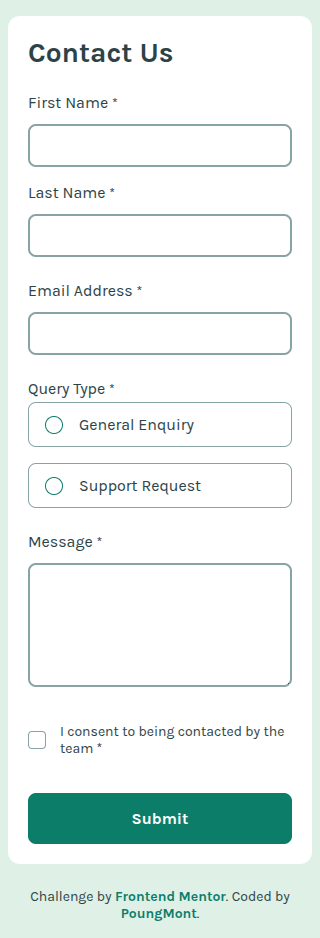 Contact Us
First Name *
Last Name *
Email Address *
Query Type *
General Enquiry
Support Request
Message *
I consent to being contacted by the
team *
Submit
Challenge by Frontend Mentor. Coded by
PoungMont.